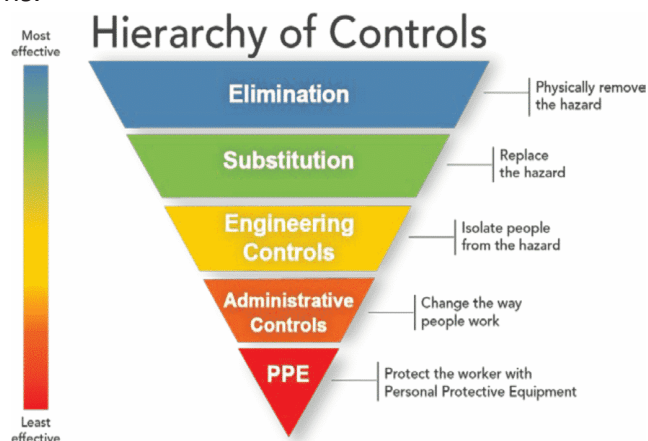 Hierarchy of Controls
Most
effective
Elimination
Physically remove
the hazard
Substitution
Replace
the hazard
Engineering
Controls
Isolate people
from the hazard
Administrative
Controls
Change the way
people work
PPE
Protect the worker with
Personal Protective Equipment
Least
effective